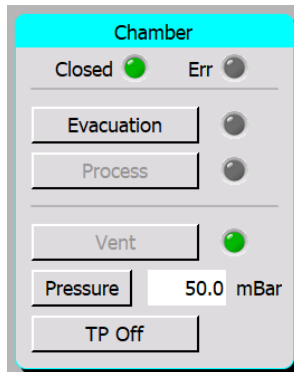 Chamber
Closed Err
Evacuation
Process
Vent
Pressure 50.0 mBar
TP Off